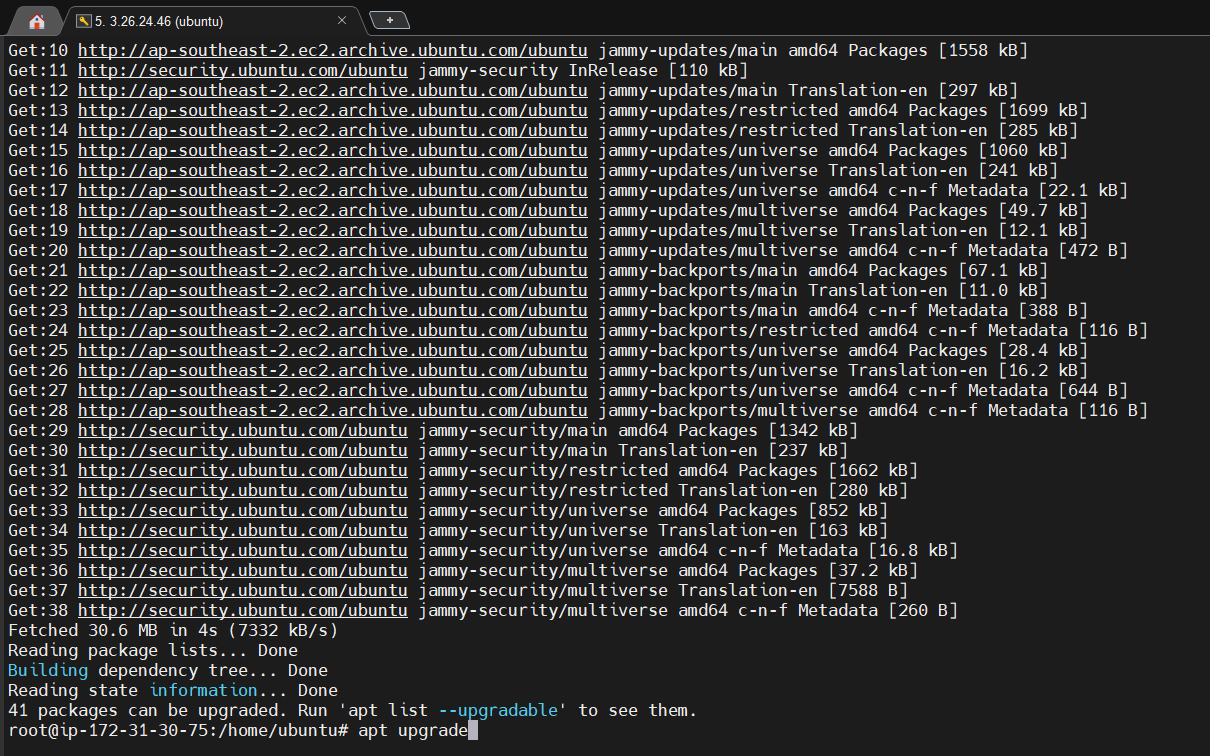 5. 3.26.24.46 (ubuntu)
Get:10 http://ap-southeast-2.ec2.archive.ubuntu.com/ubuntu jammy-updates/main amd64 Packages [1558 kB]
Get:11 http://security.ubuntu.com/ubuntu jammy-security InRelease [110 kB]
Get:12 http://ap-southeast-2.ec2.archive.ubuntu.com/ubuntu jammy-updates/main Translation-en [297 kB]
Get:13 http://ap-southeast-2.ec2.archive.ubuntu.com/ubuntu jammy-updates/restricted amd64 Packages [1699 kB]
Get:14 http://ap-southeast-2.ec2.archive.ubuntu.com/ubuntu jammy-updates/restricted Translation-en [285 kB]
Get:15 http://ap-southeast-2.ec2.archive.ubuntu.com/ubuntu jammy-updates/universe amd64 Packages [1060 kB]
Get:16 http://ap-southeast-2.ec2.archive.ubuntu.com/ubuntu jammy-updates/universe Translation-en [241 kB]
Get:17 http://ap-southeast-2.ec2.archive.ubuntu.com/ubuntu jammy-updates/universe amd64 c-n-f Metadata [22.1 kB]
Get:18 http://ap-southeast-2.ec2.archive.ubuntu.com/ubuntu jammy-updates/multiverse amd64 Packages [49.7 kB]
Get:19 http://ap-southeast-2.ec2.archive.ubuntu.com/ubuntu jammy-updates/multiverse Translation-en [12.1 kB]
Get:20 http://ap-southeast-2.ec2.archive.ubuntu.com/ubuntu jammy-updates/multiverse amd64 c-n-f Metadata [472 B]
Get:21 http://ap-southeast-2.ec2.archive.ubuntu.com/ubuntu jammy-backports/main amd64 Packages [67.1 kB]
Get:22 http://ap-southeast-2.ec2.archive.ubuntu.com/ubuntu jammy-backports/main Translation-en [11.0 kB]
Get:23 http://ap-southeast-2.ec2.archive.ubuntu.com/ubuntu jammy-backports/main amd64 c-n-f Metadata [388 B]
Get:24 http://ap-southeast-2.ec2.archive.ubuntu.com/ubuntu jammy-backports/restricted amd64 c-n-f Metadata [116 B]
Get:25 http://ap-southeast-2.ec2.archive.ubuntu.com/ubuntu jammy-backports/universe amd64 Packages [28.4 kB]
Get:26 http://ap-southeast-2.ec2.archive.ubuntu.com/ubuntu jammy-backports/universe Translation-en [16.2 kB]
Get:27 http://ap-southeast-2.ec2.archive.ubuntu.com/ubuntu jammy-backports/universe amd64 c-n-f Metadata [644 B]
Get:28 http://ap-southeast-2.ec2.archive.ubuntu.com/ubuntu jammy-backports/multiverse amd64 c-n-f Metadata [116 B]
Get:29 http://security.ubuntu.com/ubuntu jammy-security/main amd64 Packages [1342 kB]
Get:30 http://security.ubuntu.com/ubuntu jammy-security/main Translation-en [237 kB]
Get:31 http://security.ubuntu.com/ubuntu jammy-security/restricted amd64 Packages [1662 kB]
Get:32 http://security.ubuntu.com/ubuntu jammy-security/restricted Translation-en [280 kB]
Get:33 http://security.ubuntu.com/ubuntu jammy-security/universe amd64 Packages [852 kB]
Get:34 http://security.ubuntu.com/ubuntu jammy-security/universe Translation-en [163 kB]
Get:35 http://security.ubuntu.com/ubuntu jammy-security/universe amd64 c-n-f Metadata [16.8 kB]
Get:36 http://security.ubuntu.com/ubuntu jammy-security/multiverse amd64 Packages [37.2 kB]
Get:37 http://security.ubuntu.com/ubuntu jammy-security/multiverse Translation-en [7588 B]
Get:38 http://security.ubuntu.com/ubuntu jammy-security/multiverse amd64 c-n-f Metadata [260 B]
Fetched 30.6 MB in 4s (7332 kB/s)
Reading package lists... Done
Building dependency tree... Done
Reading state information... Done
41 packages can be upgraded. Run 'apt list --upgradable' to see them.
root@ip-172-31-30-75:/home/ubuntu# apt upgrade